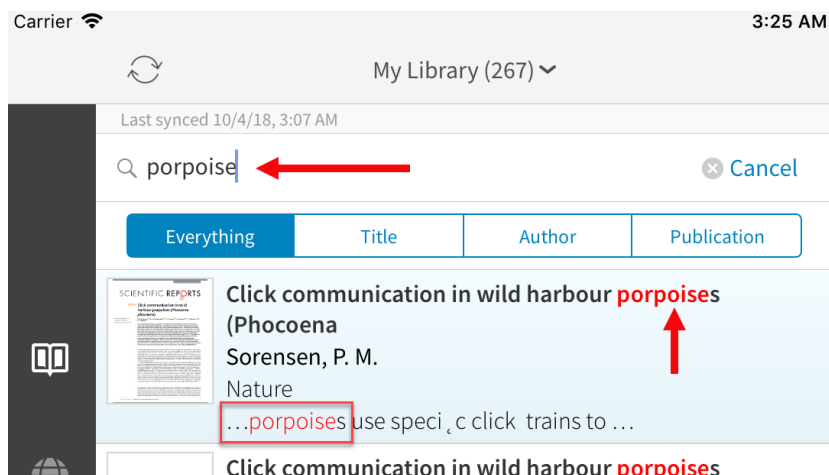 Carrier 3:25 AM
My Library (267)
Last synced 10/4/18, 3:07 AM
porpoise Cancel
Everything Title Author Publication
SCIENTIFIC REPORTS
Click communication in wild harbour porpoises
(Phocoena
Sorensen, P. M.
Nature
…porpoises use speci¸c click trains to …
Click communication in wild harbour porpoises